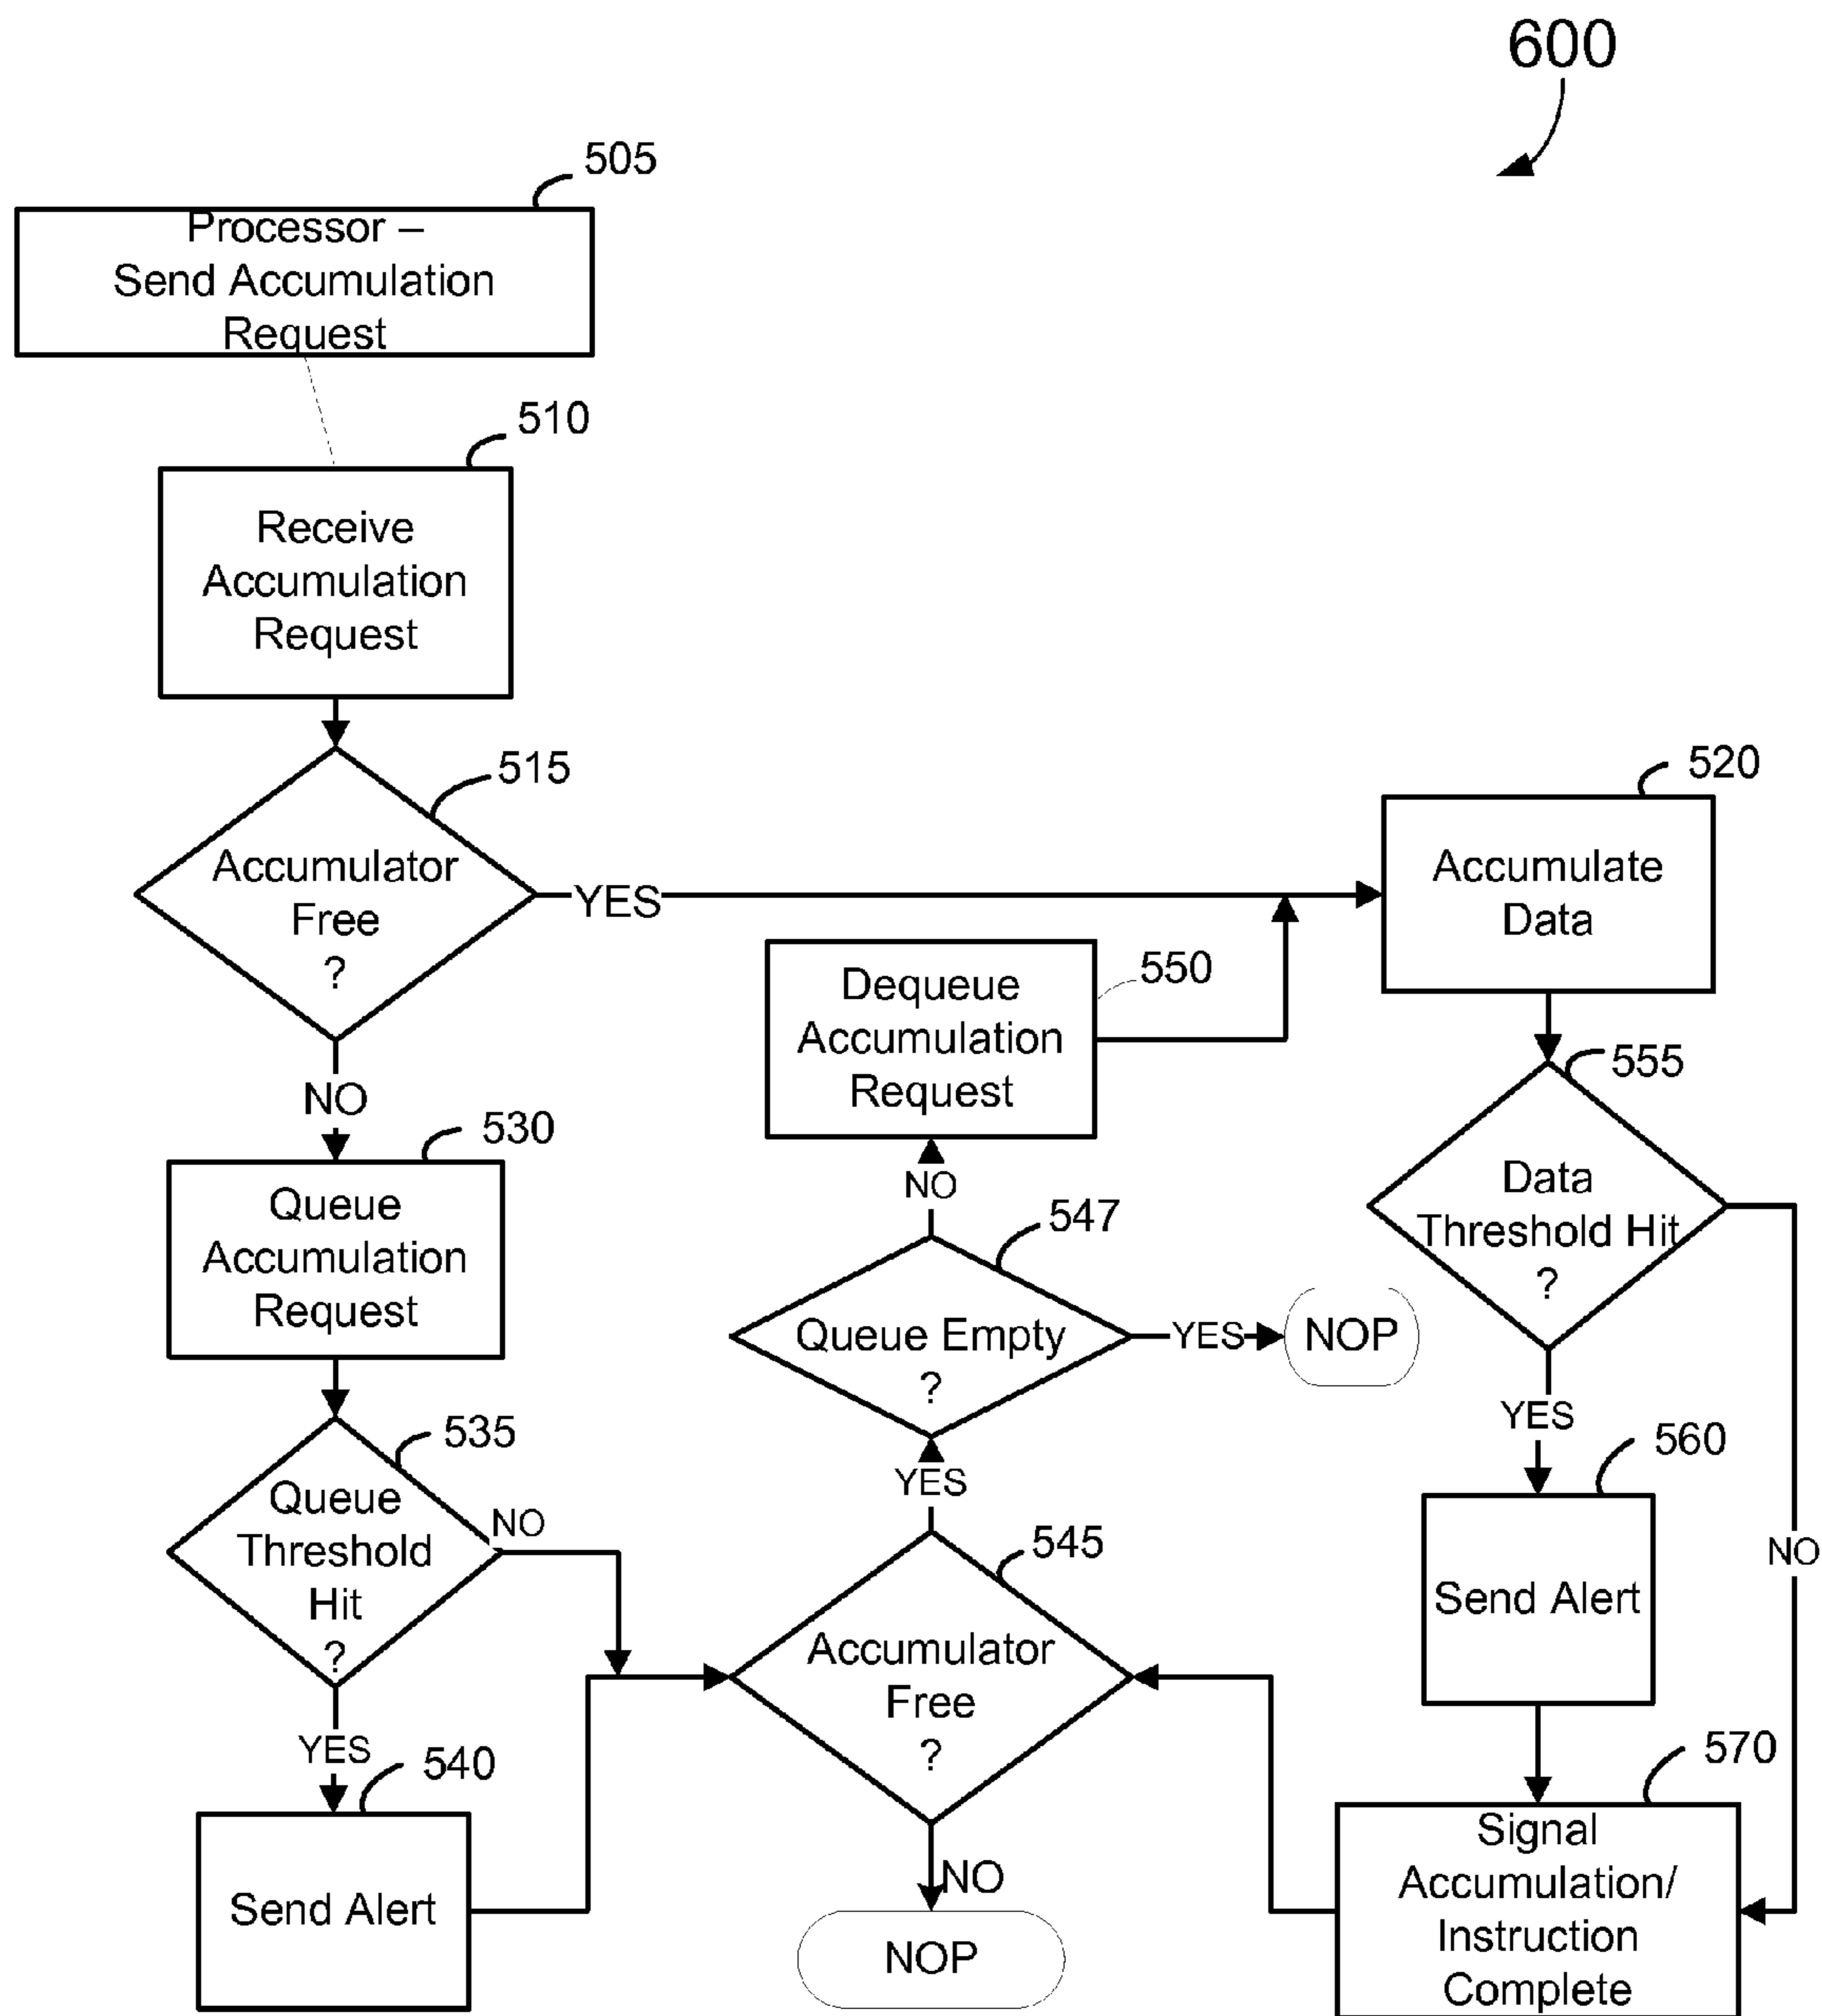 600
505
Processor –
Send Accumulation
Request
510
Receive
Accumulation
Request
515
Accumulator
Free
?
YES
520
Accumulate
Data
550
Dequeue
Accumulation
Request
555
Data
Threshold Hit
?
NO
530
Queue
Accumulation
Request
NO
547
Queue Empty
?
YES
NOP
535
Queue
Threshold
Hit
?
NO
YES
545
Accumulator
Free
?
YES
560
Send Alert
NO
YES
540
Send Alert
NO
NOP
570
Signal
Accumulation/
Instruction
Complete